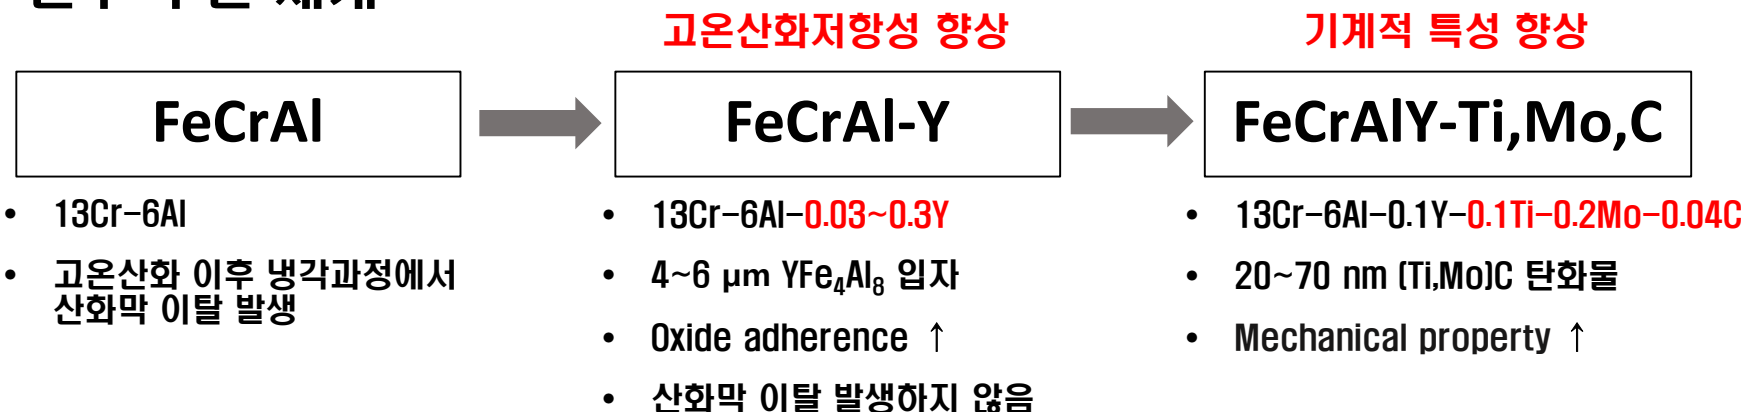 고온산화저항성 향상
기계적 특성 향상
FeCrAl
FeCrAl-Y
FeCrAlY-Ti,Mo,C
• 13Cr-6Al
• 고온산화 이후 냉각과정에서
산화막 이탈 발생
• 13Cr-6Al-0.03~0.3Y
• 4~6 μm YFe₄Al₈ 입자
• Oxide adherence ↑
• 산화막 이탈 발생하지 않음
• 13Cr-6Al-0.1Y-0.1Ti-0.2Mo-0.04C
• 20~70 nm (Ti,Mo)C 탄화물
• Mechanical property ↑